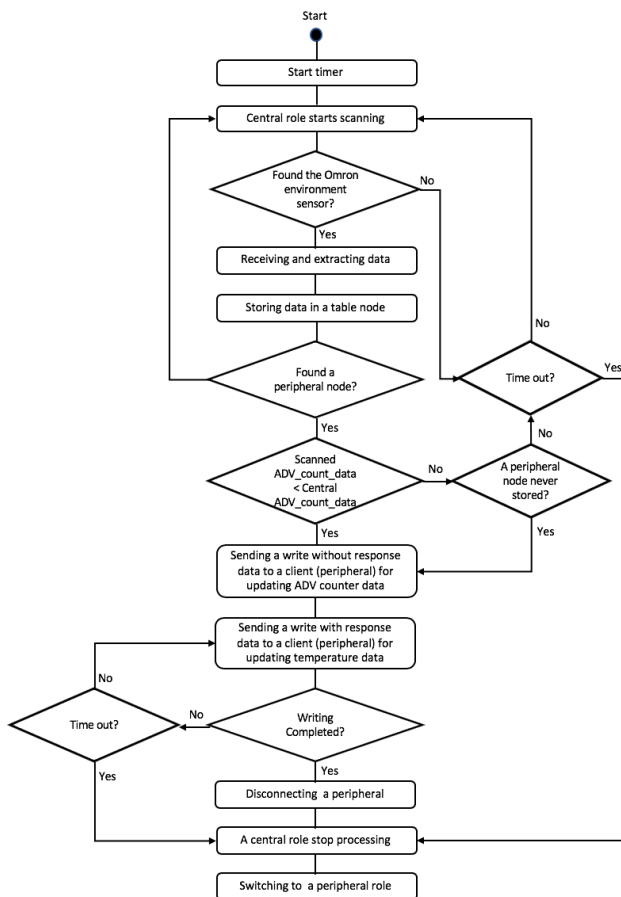 Start
Start timer
Central role starts scanning
Found the Omron
environment
sensor?
No
Yes
Receiving and extracting data
Storing data in a table node
No
Found a
peripheral node?
Time out?
Yes
Yes
No
Scanned
ADV_count_data
< Central
ADV_count_data
No
A peripheral
node never
stored?
Yes
Yes
Sending a write without response
data to a client (peripheral) for
updating ADV counter data
Sending a write with response
data to a client (peripheral) for
updating temperature data
No
Time out?
No
Writing
Completed?
Yes
Yes
Disconnecting a peripheral
A central role stop processing
Switching to a peripheral role